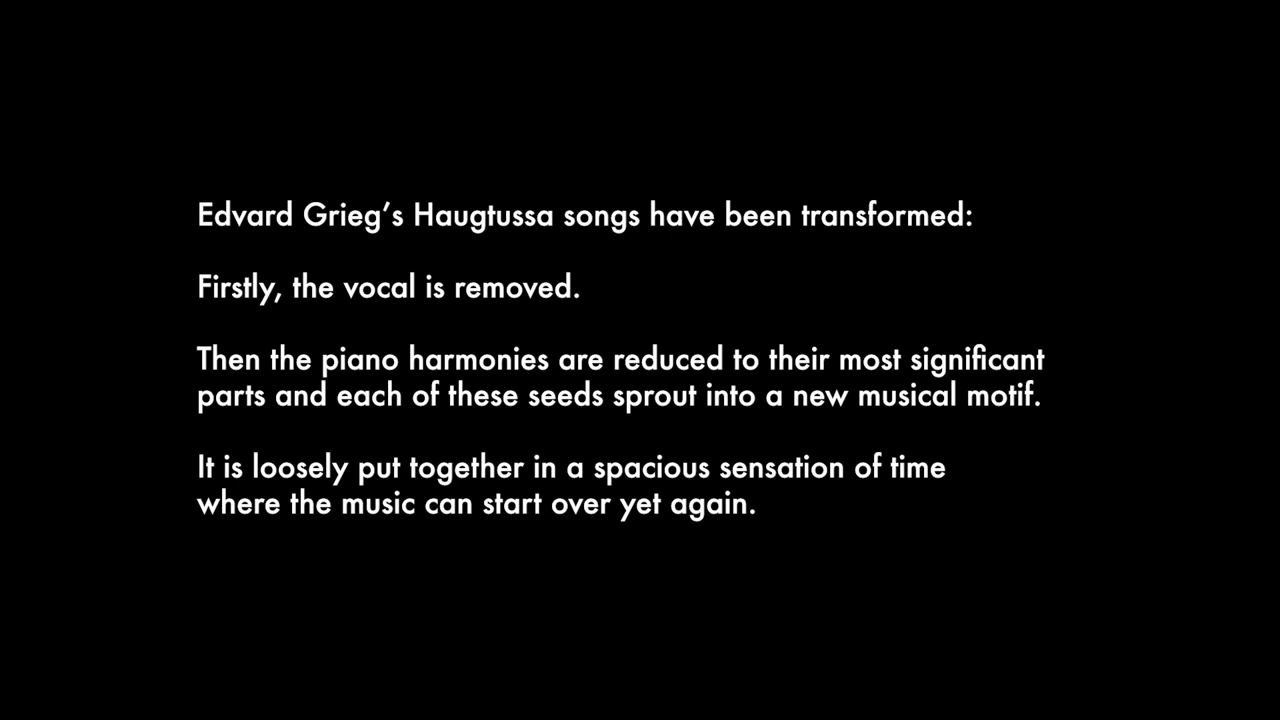 Edvard Grieg’s Haugtussa songs have been transformed:
Firstly, the vocal is removed.
Then the piano harmonies are reduced to their most significant
parts and each of these seeds sprout into a new musical motif.
It is loosely put together in a spacious sensation of time
where the music can start over yet again.